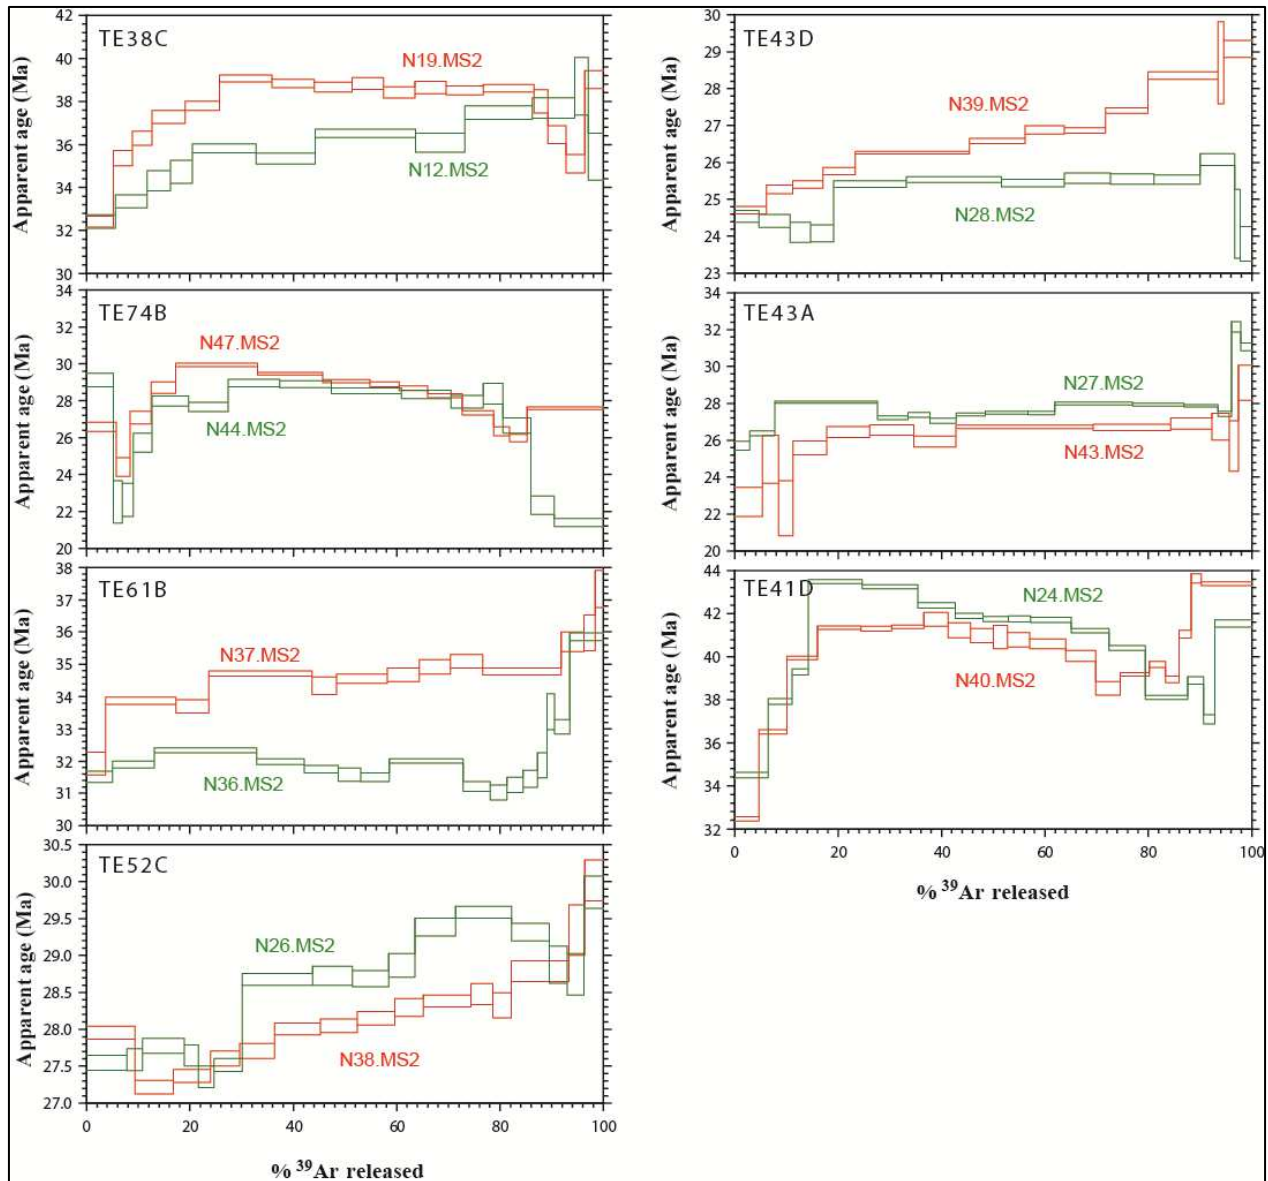 TE38C
Apparent age (Ma)
42
40
38
36
34
32
30
N19.MS2
N12.MS2
TE43D
Apparent age (Ma)
30
29
28
27
26
25
24
23
N39.MS2
N28.MS2
TE74B
Apparent age (Ma)
34
32
30
28
26
24
22
20
N47.MS2
N44.MS2
TE43A
Apparent age (Ma)
34
32
30
28
26
24
22
20
N27.MS2
N43.MS2
TE61B
Apparent age (Ma)
38
37
36
35
34
33
32
31
30
N37.MS2
N36.MS2
TE41D
Apparent age (Ma)
44
42
40
38
36
34
32
N24.MS2
N40.MS2
0 20 40 60 80 100
% ³⁹Ar released
TE52C
Apparent age (Ma)
30.5
30.0
29.5
29.0
28.5
28.0
27.5
27.0
N26.MS2
N38.MS2
0 20 40 60 80 100
% ³⁹Ar released